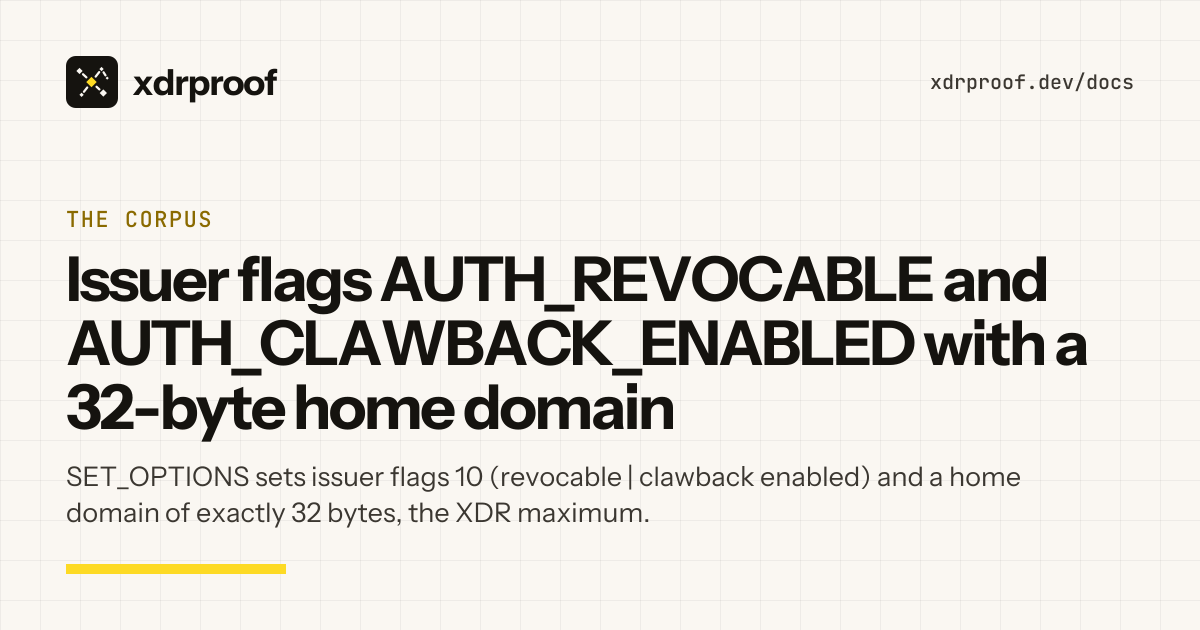 xdrproof
xdrproof.dev/docs
THE CORPUS
Issuer flags AUTH_REVOCABLE and
AUTH_CLAWBACK_ENABLED with a
32-byte home domain
SET_OPTIONS sets issuer flags 10 (revocable | clawback enabled) and a home
domain of exactly 32 bytes, the XDR maximum.